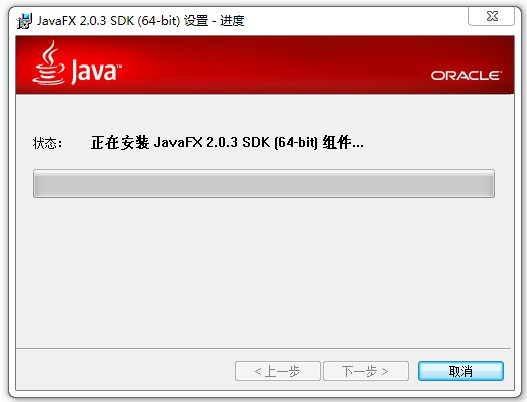 JavaFX 2.0.3 SDK (64-bit) 设置 - 进度
Java™
ORACLE®
状态： 正在安装 JavaFX 2.0.3 SDK (64-bit) 组件...
< 上一步 下一步 > 取消